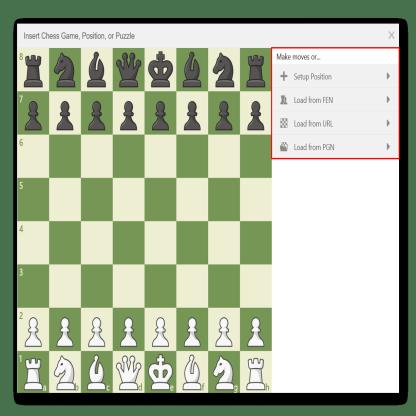 Insert Chess Game, Position, or Puzzle X
Make moves or...
Setup Position
Load from FEN
Load from URL
Load from PGN
8
7
6
5
4
3
2
1
a b c d e f g h